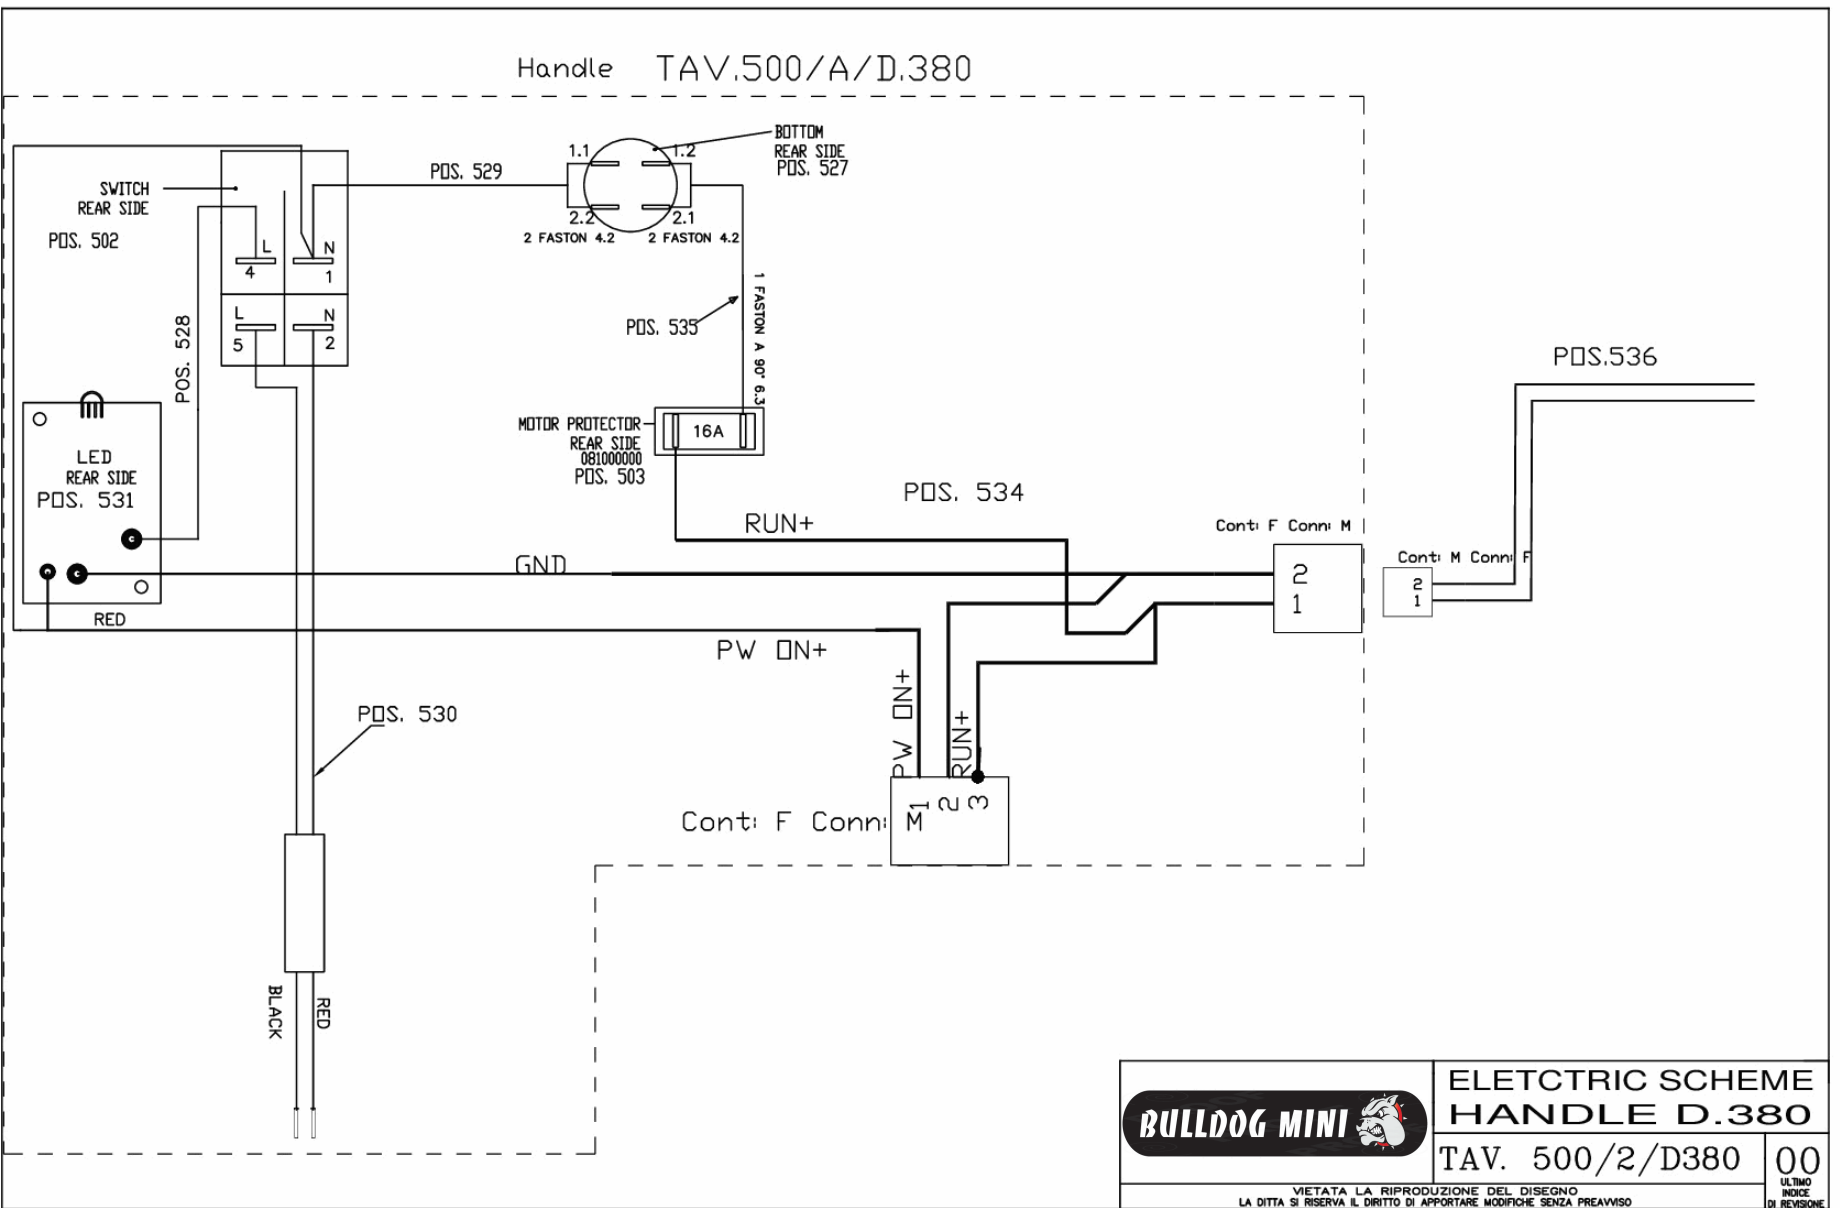 Handle TAV.500/A/D.380
BOTTOM
REAR SIDE
POS. 527
1.1
1.2
2.2
2.1
2 FASTON 4.2
2 FASTON 4.2
POS. 529
SWITCH
REAR SIDE
POS. 502
L
4
N
1
L
5
N
2
POS. 528
POS. 535
1 FASTON A 90° 6.3
MOTOR PROTECTOR
REAR SIDE
081000000
POS. 503
16A
LED
REAR SIDE
POS. 531
RED
POS. 534
RUN+
GND
PW ON+
POS.536
Cont: F Conn: M
2
1
Cont: M Conn: F
2
1
PW ON+
RUN+
1
2
3
Cont: F Conn: M
POS. 530
BLACK
RED
BULLDOG MINI
ELETCTRIC SCHEME
HANDLE D.380
TAV. 500/2/D380
00
ULTIMO
INDICE
DI REVISIONE
VIETATA LA RIPRODUZIONE DEL DISEGNO
LA DITTA SI RISERVA IL DIRITTO DI APPORTARE MODIFICHE SENZA PREAVVISO